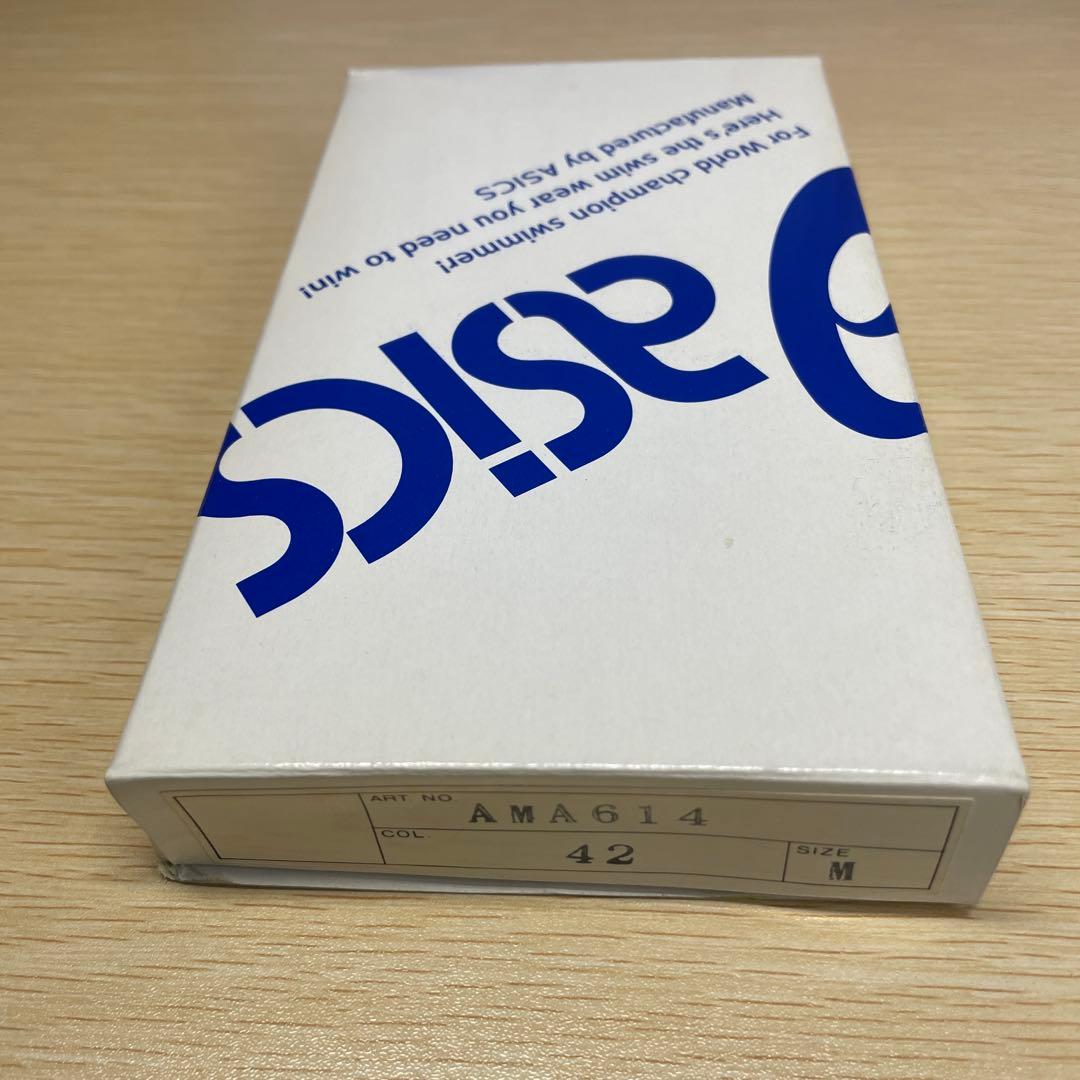 For World champion swimmer!
Here's the swim wear you need to win!
Manufactured by ASICS
asics
ART NO. AMA614
COL. 42
SIZE M